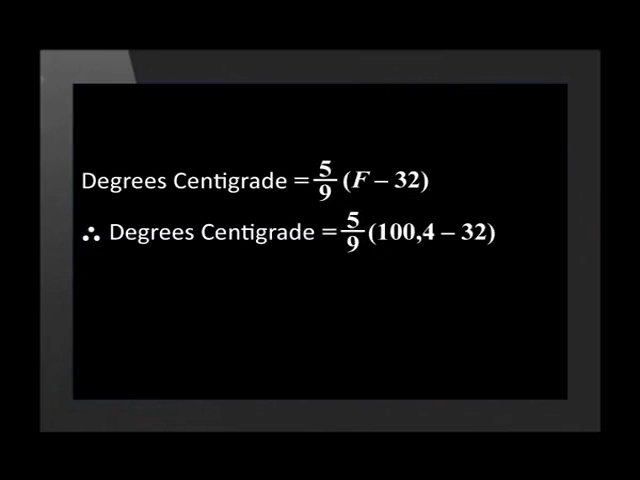 Degrees Centigrade = 5/9 (F – 32)
∴ Degrees Centigrade = 5/9 (100,4 – 32)